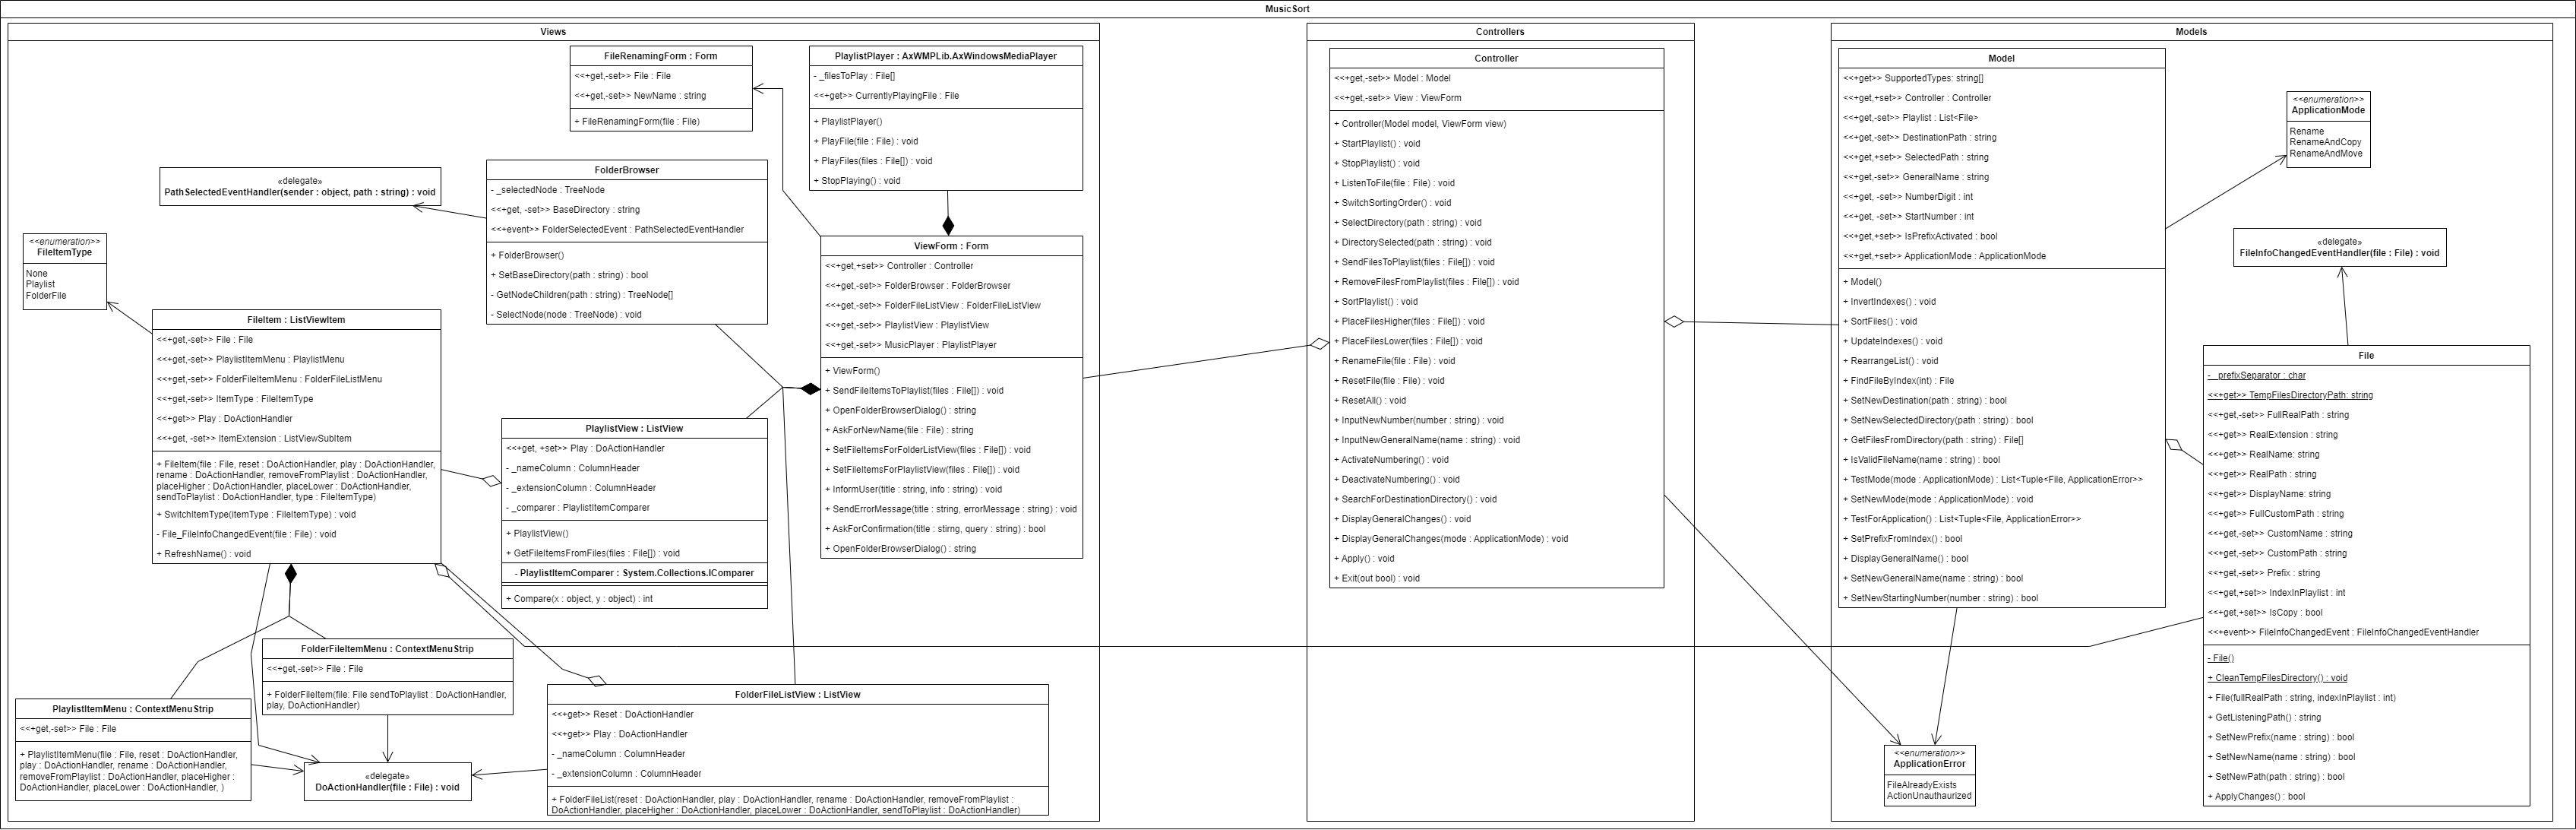 MusicSort
Views
FileRenamingForm : Form
<<+get,-set>> File : File
<<+get,-set>> NewName : string
+ FileRenamingForm(file : File)
PlaylistPlayer : AxWMPLib.AxWindowsMediaPlayer
- _filesToPlay : File[]
<<+get>> CurrentlyPlayingFile : File
+ PlaylistPlayer()
+ PlayFile(file : File) : void
+ PlayFiles(files : File[]) : void
+ StopPlaying() : void
«delegate»
PathSelectedEventHandler(sender : object, path : string) : void
FolderBrowser
- _selectedNode : TreeNode
<<+get, -set>> BaseDirectory : string
<<+event>> FolderSelectedEvent : PathSelectedEventHandler
+ FolderBrowser()
+ SetBaseDirectory(path : string) : bool
- GetNodeChildren(path : string) : TreeNode[]
- SelectNode(node : TreeNode) : void
<<enumeration>>
FileItemType
None
Playlist
FolderFile
ViewForm : Form
<<+get,+set>> Controller : Controller
<<+get,-set>> FolderBrowser : FolderBrowser
<<+get,-set>> FolderFileListView : FolderFileListView
<<+get,-set>> PlaylistView : PlaylistView
<<+get,-set>> MusicPlayer : PlaylistPlayer
+ ViewForm()
+ SendFileItemsToPlaylist(files : File[]) : void
+ OpenFolderBrowserDialog() : string
+ AskForNewName(file : File) : string
+ SetFileItemsForFolderListView(files : File[]) : void
+ SetFileItemsForPlaylistView(files : File[]) : void
+ InformUser(title : string, info : string) : void
+ SendErrorMessage(title : string, errorMessage : string) : void
+ AskForConfirmation(title : stirng, query : string) : bool
+ OpenFolderBrowserDialog() : string
FileItem : ListViewItem
<<+get,-set>> File : File
<<+get,-set>> PlaylistItemMenu : PlaylistMenu
<<+get,-set>> FolderFileItemMenu : FolderFileListMenu
<<+get,-set>> ItemType : FileItemType
<<+get>> Play : DoActionHandler
<<+get, -set>> ItemExtension : ListViewSubItem
+ FileItem(file : File, reset : DoActionHandler, play : DoActionHandler,
rename : DoActionHandler, removeFromPlaylist : DoActionHandler,
placeHigher : DoActionHandler, placeLower : DoActionHandler,
sendToPlaylist : DoActionHandler, type : FileItemType)
+ SwitchItemType(itemType : FileItemType) : void
- File_FileInfoChangedEvent(file : File) : void
+ RefreshName() : void
PlaylistView : ListView
<<+get, +set>> Play : DoActionHandler
- _nameColumn : ColumnHeader
- _extensionColumn : ColumnHeader
- _comparer : PlaylistItemComparer
+ PlaylistView()
+ GetFileItemsFromFiles(files : File[]) : void
- PlaylistItemComparer : System.Collections.IComparer
+ Compare(x : object, y : object) : int
FolderFileItemMenu : ContextMenuStrip
<<+get,-set>> File : File
+ FolderFileItem(file: File sendToPlaylist : DoActionHandler,
play, DoActionHandler)
PlaylistItemMenu : ContextMenuStrip
<<+get,-set>> File : File
+ PlaylistItemMenu(file : File, reset : DoActionHandler,
play : DoActionHandler, rename : DoActionHandler,
removeFromPlaylist : DoActionHandler, placeHigher :
DoActionHandler, placeLower : DoActionHandler, )
«delegate»
DoActionHandler(file : File) : void
FolderFileListView : ListView
<<+get>> Reset : DoActionHandler
<<+get>> Play : DoActionHandler
- _nameColumn : ColumnHeader
- _extensionColumn : ColumnHeader
+ FolderFileList(reset : DoActionHandler, play : DoActionHandler, rename : DoActionHandler, removeFromPlaylist :
DoActionHandler, placeHigher : DoActionHandler, placeLower : DoActionHandler, sendToPlaylist : DoActionHandler)
Controllers
Controller
<<+get,-set>> Model : Model
<<+get,-set>> View : ViewForm
+ Controller(Model model, ViewForm view)
+ StartPlaylist() : void
+ StopPlaylist() : void
+ ListenToFile(file : File) : void
+ SwitchSortingOrder() : void
+ SelectDirectory(path : string) : void
+ DirectorySelected(path : string) : void
+ SendFilesToPlaylist(files : File[]) : void
+ RemoveFilesFromPlaylist(files : File[]) : void
+ SortPlaylist() : void
+ PlaceFilesHigher(files : File[]) : void
+ PlaceFilesLower(files : File[]) : void
+ RenameFile(file : File) : void
+ ResetFile(file : File) : void
+ ResetAll() : void
+ InputNewNumber(number : string) : void
+ InputNewGeneralName(name : string) : void
+ ActivateNumbering() : void
+ DeactivateNumbering() : void
+ SearchForDestinationDirectory() : void
+ DisplayGeneralChanges() : void
+ DisplayGeneralChanges(mode : ApplicationMode) : void
+ Apply() : void
+ Exit(out bool) : void
Models
Model
<<+get>> SupportedTypes: string[]
<<+get,+set>> Controller : Controller
<<+get,-set>> Playlist : List<File>
<<+get,-set>> DestinationPath : string
<<+get,+set>> SelectedPath : string
<<+get,-set>> GeneralName : string
<<+get, -set>> NumberDigit : int
<<+get, -set>> StartNumber : int
<<+get,+set>> IsPrefixActivated : bool
<<+get,+set>> ApplicationMode : ApplicationMode
+ Model()
+ InvertIndexes() : void
+ SortFiles() : void
+ UpdateIndexes() : void
+ RearrangeList() : void
+ FindFileByIndex(int) : File
+ SetNewDestination(path : string) : bool
+ SetNewSelectedDirectory(path : string) : bool
+ GetFilesFromDirectory(path : string) : File[]
+ IsValidFileName(name : string) : bool
+ TestMode(mode : ApplicationMode) : List<Tuple<File, ApplicationError>>
+ SetNewMode(mode : ApplicationMode) : void
+ TestForApplication() : List<Tuple<File, ApplicationError>>
+ SetPrefixFromIndex() : bool
+ DisplayGeneralName() : bool
+ SetNewGeneralName(name : string) : bool
+ SetNewStartingNumber(number : string) : bool
<<enumeration>>
ApplicationMode
Rename
RenameAndCopy
RenameAndMove
«delegate»
FileInfoChangedEventHandler(file : File) : void
File
- _prefixSeparator : char
<<+get>> TempFilesDirectoryPath: string
<<+get,-set>> FullRealPath : string
<<+get>> RealExtension : string
<<+get>> RealName: string
<<+get>> RealPath : string
<<+get>> DisplayName: string
<<+get>> FullCustomPath : string
<<+get,-set>> CustomName : string
<<+get,-set>> CustomPath : string
<<+get,-set>> Prefix : string
<<+get,+set>> IndexInPlaylist : int
<<+get,+set>> IsCopy : bool
<<+event>> FileInfoChangedEvent : FileInfoChangedEventHandler
- File()
+ CleanTempFilesDirectory() : void
+ File(fullRealPath : string, indexInPlaylist : int)
+ GetListeningPath() : string
+ SetNewPrefix(name : string) : bool
+ SetNewName(name : string) : bool
+ SetNewPath(path : string) : bool
+ ApplyChanges() : bool
<<enumeration>>
ApplicationError
FileAlreadyExists
ActionUnauthaurized